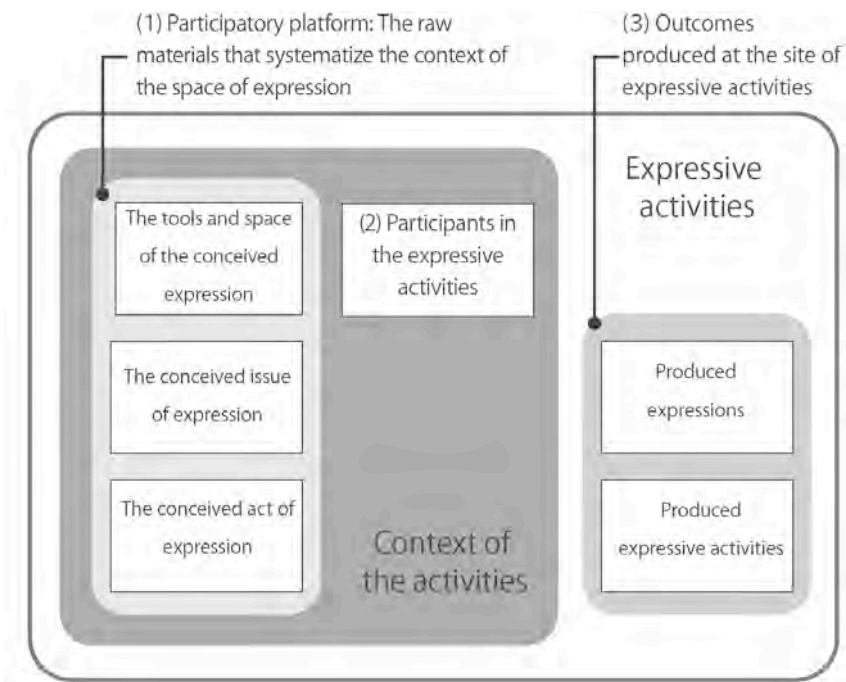 (1) Participatory platform: The raw
materials that systematize the context of
the space of expression
(3) Outcomes
produced at the site of
expressive activities
Expressive
activities
The tools and space
of the conceived
expression
(2) Participants in
the expressive
activities
The conceived issue
of expression
Produced
expressions
The conceived act of
expression
Context of
the activities
Produced
expressive activities